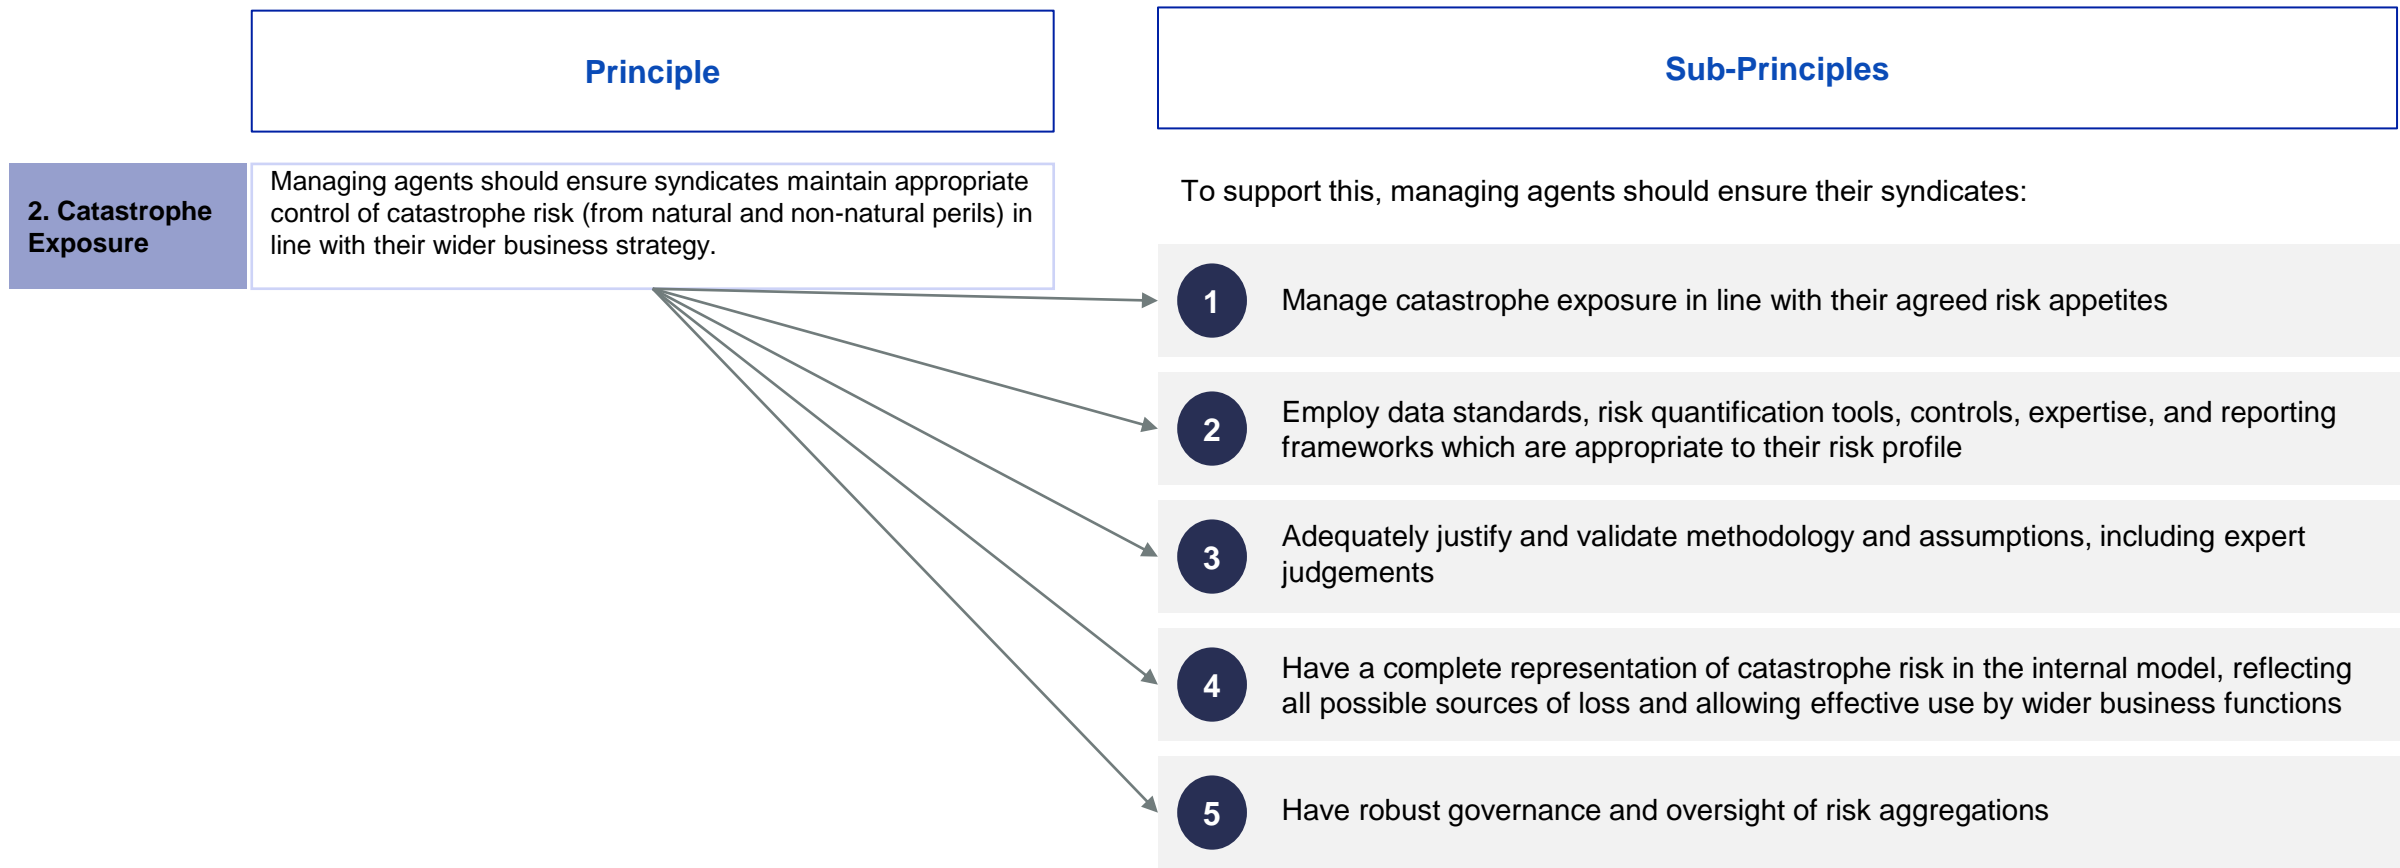 Principle
Sub-Principles
2. Catastrophe
Exposure
Managing agents should ensure syndicates maintain appropriate
control of catastrophe risk (from natural and non-natural perils) in
line with their wider business strategy.
To support this, managing agents should ensure their syndicates:
1
Manage catastrophe exposure in line with their agreed risk appetites
2
Employ data standards, risk quantification tools, controls, expertise, and reporting
frameworks which are appropriate to their risk profile
3
Adequately justify and validate methodology and assumptions, including expert
judgements
4
Have a complete representation of catastrophe risk in the internal model, reflecting
all possible sources of loss and allowing effective use by wider business functions
5
Have robust governance and oversight of risk aggregations